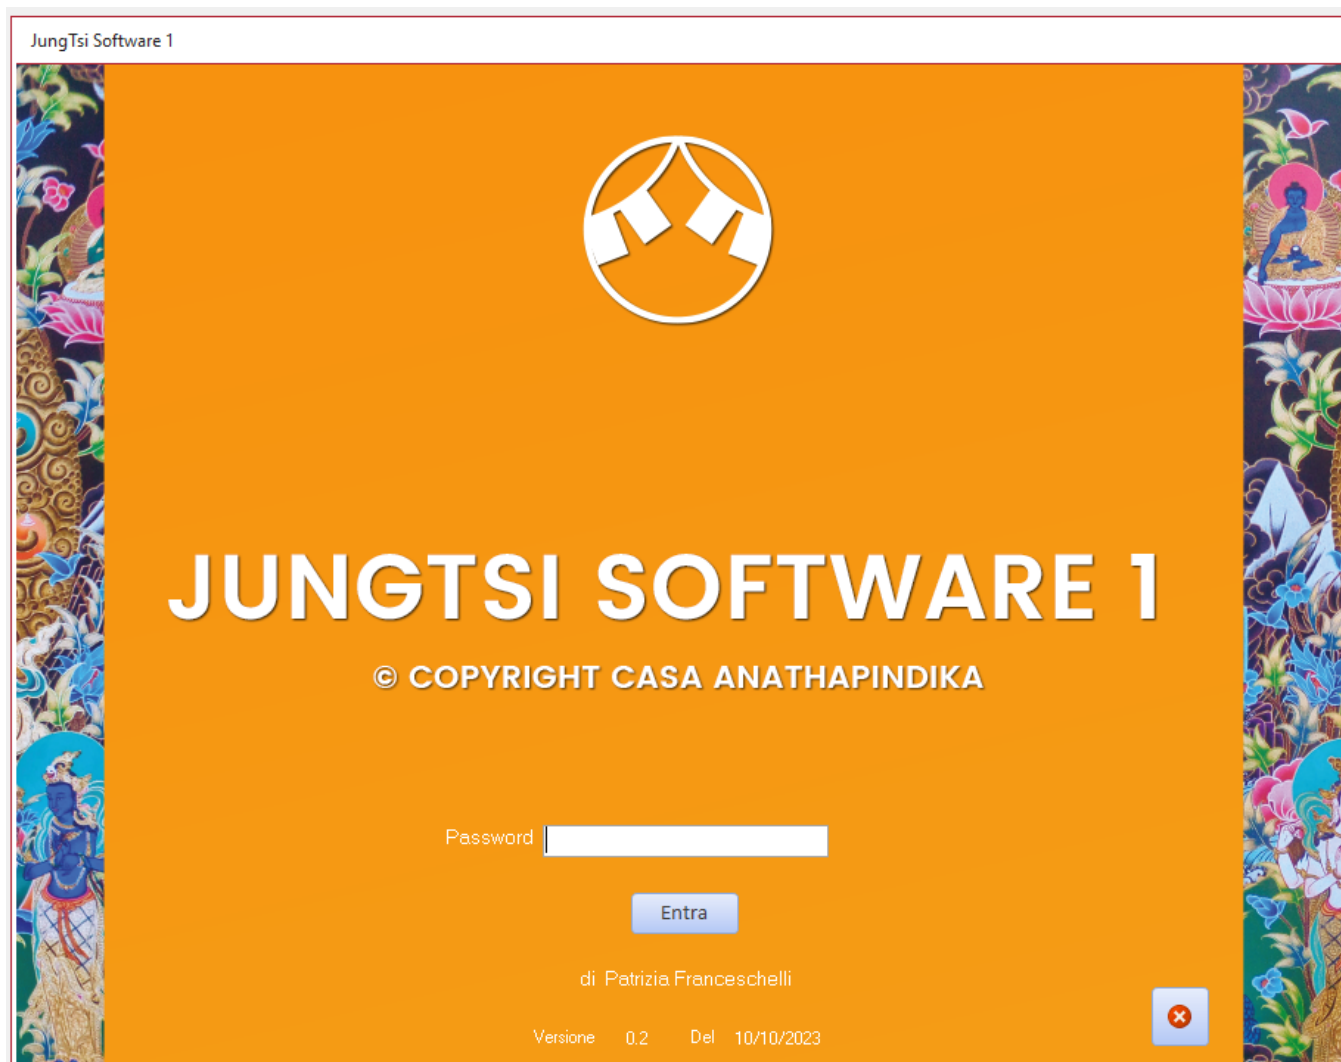 JungTsi Software 1
JUNGTSI SOFTWARE 1
© COPYRIGHT CASA ANATHAPINDIKA
Password
Entra
di Patrizia Franceschelli
Versione 0.2 Del 10/10/2023